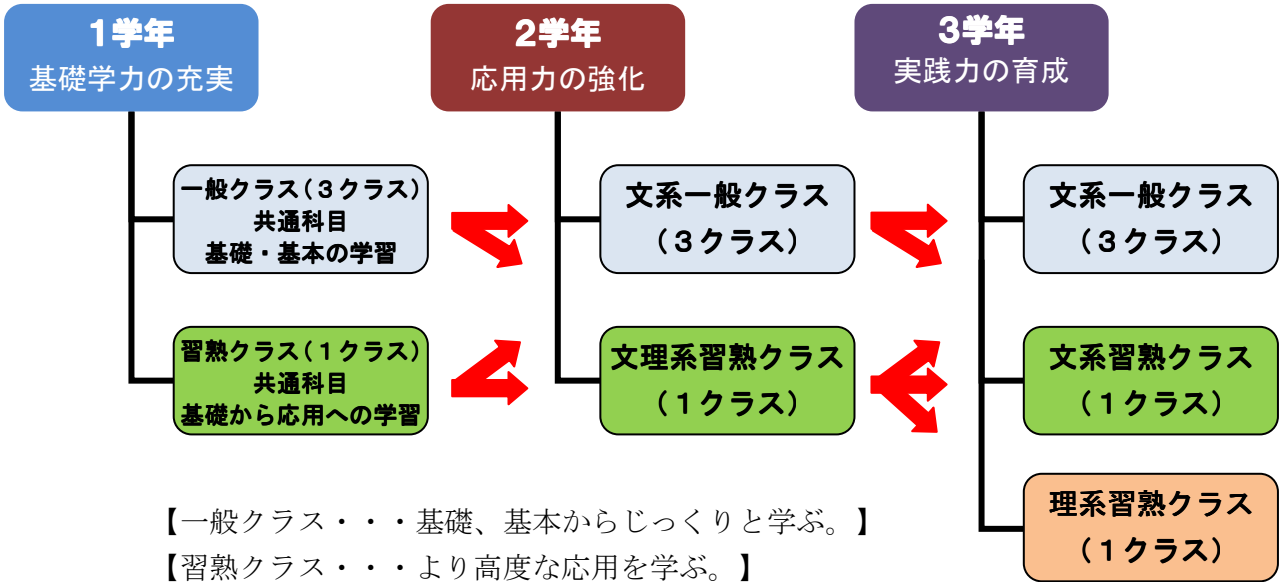 1学年
基礎学力の充実
一般クラス(３クラス)
共通科目
基礎・基本の学習
習熟クラス(１クラス)
共通科目
基礎から応用への学習
2学年
応用力の強化
文系一般クラス
(３クラス)
文理系習熟クラス
(１クラス)
3学年
実践力の育成
文系一般クラス
(３クラス)
文系習熟クラス
(１クラス)
理系習熟クラス
(１クラス)
【一般クラス・・・基礎、基本からじっくりと学ぶ。】
【習熟クラス・・・より高度な応用を学ぶ。】